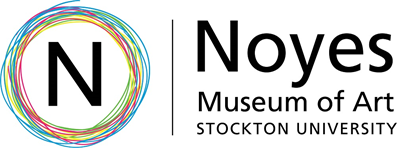 N
Noyes
Museum of Art
STOCKTON UNIVERSITY